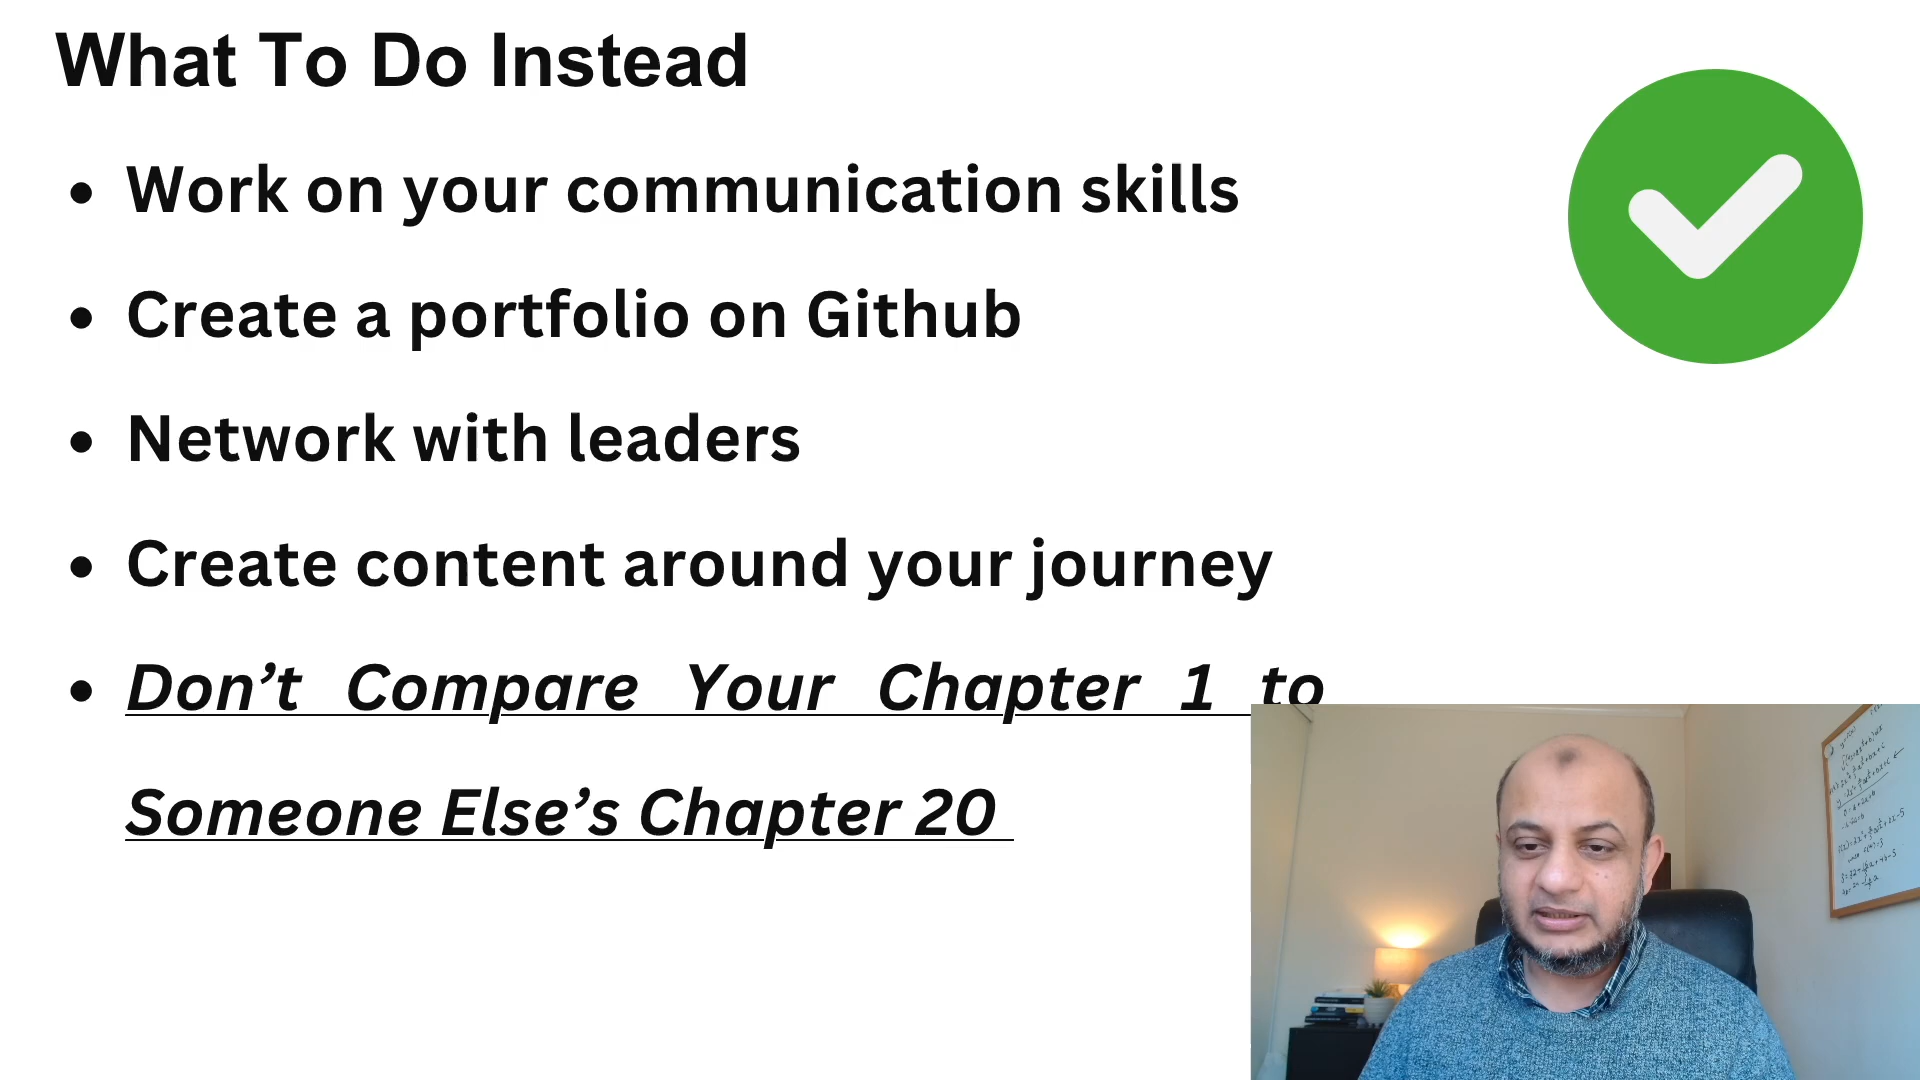 What To Do Instead
• Work on your communication skills
• Create a portfolio on Github
• Network with leaders
• Create content around your journey
• Don’t Compare Your Chapter 1 to
Someone Else’s Chapter 20